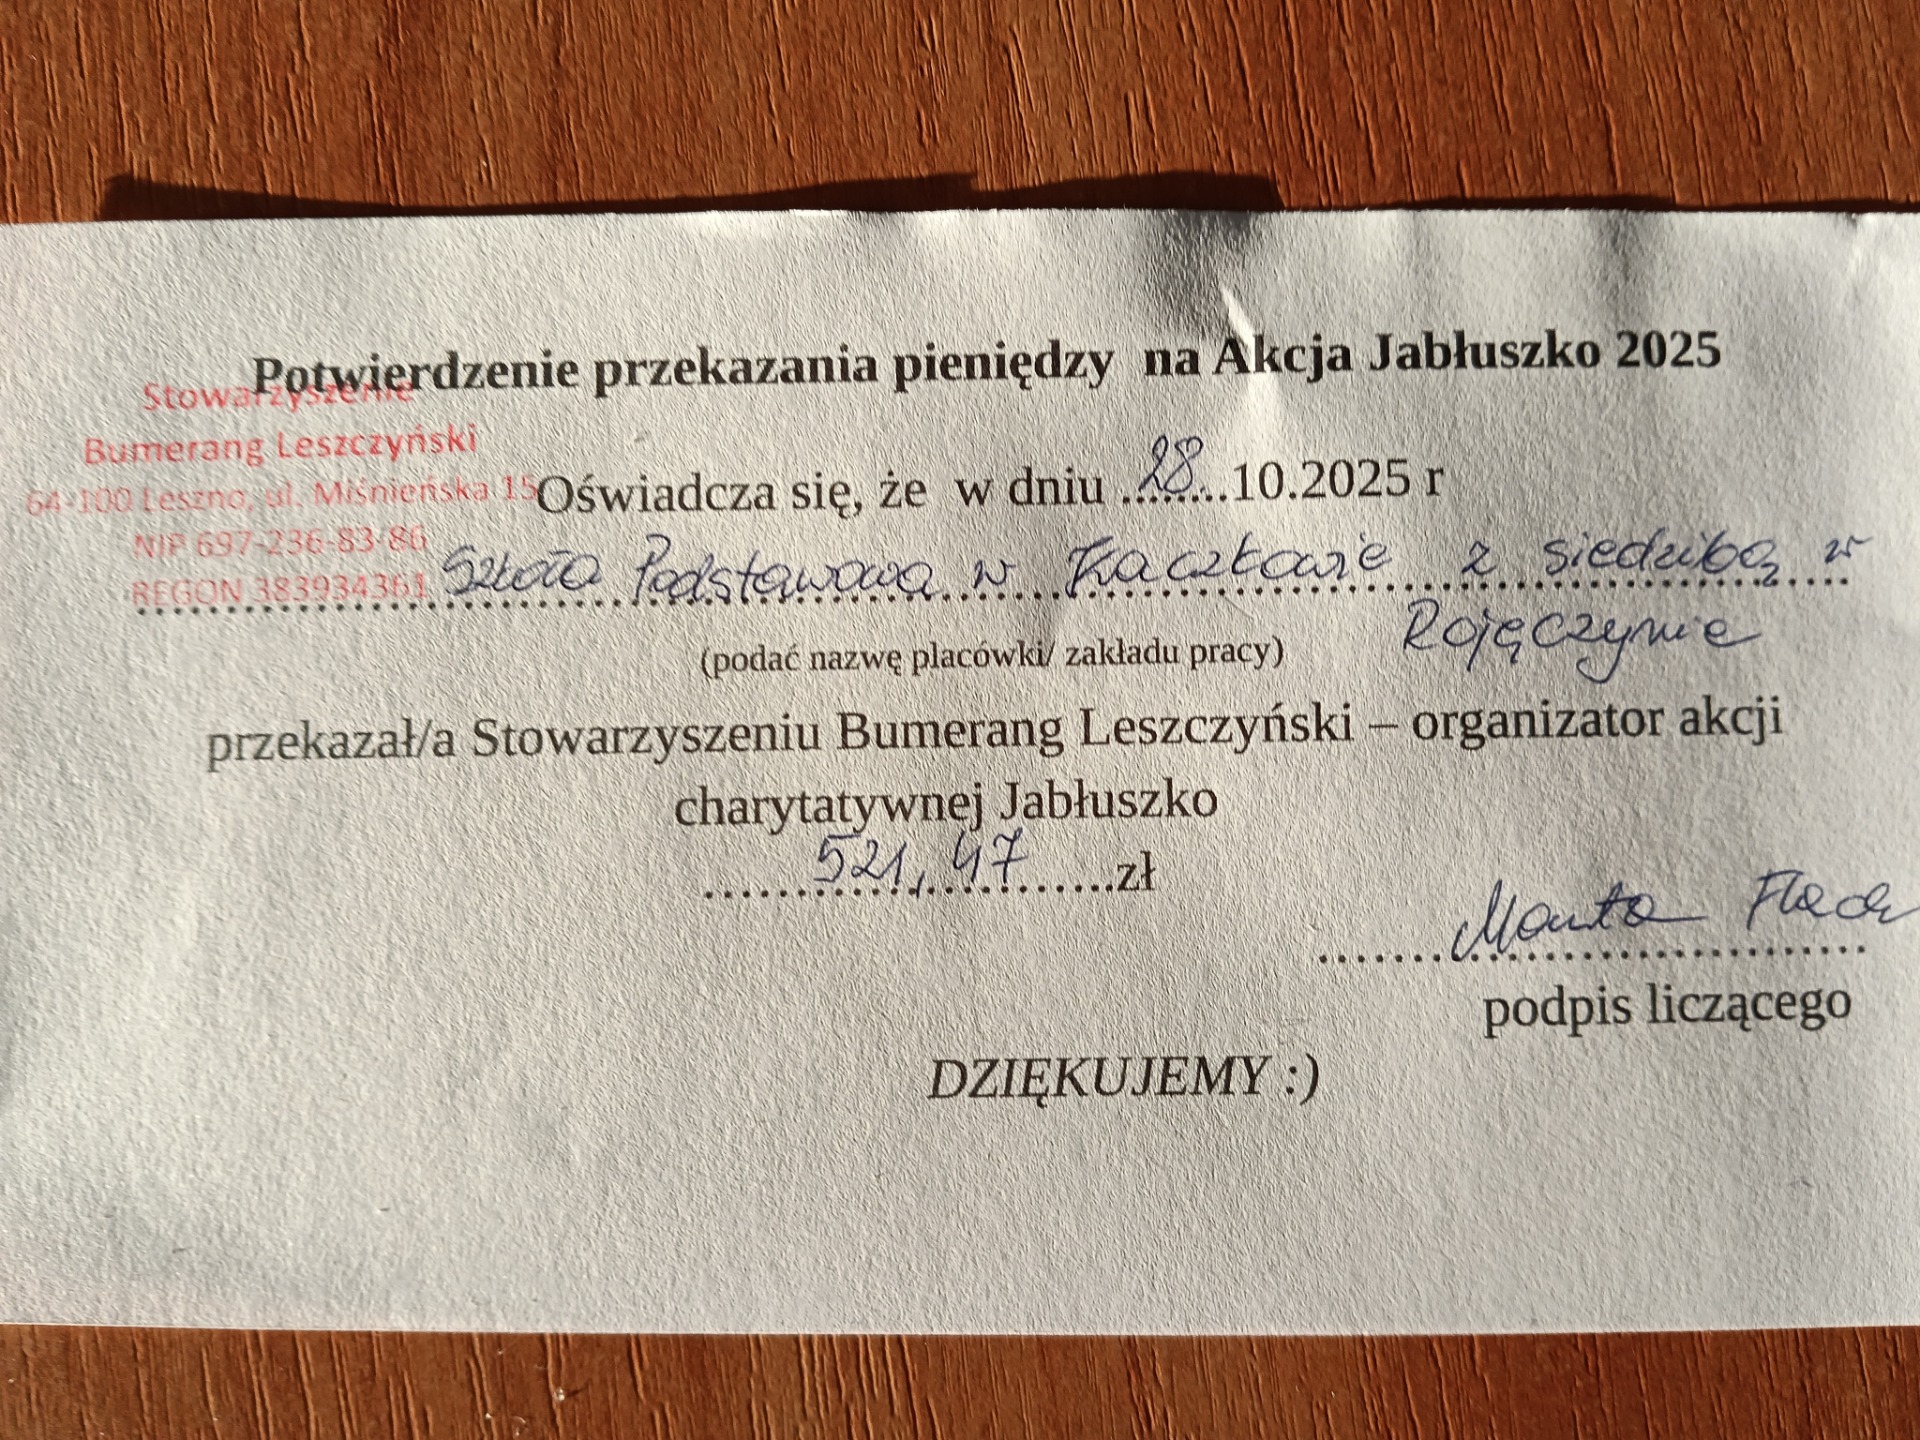 Potwierdzenie przekazania pieniędzy na Akcja Jabłuszko 2025
Stowarzyszenie
Bumerang Leszczyński
64-100 Leszno, ul. Miśnieńska 15
NIP 697-236-83-86
REGON 383934361
Oświadcza się, że w dniu ..28..10.2025 r
Szkoła Podstawowa w Kaczkowie z siedzibą w
Rojęczynie
(podać nazwę placówki/ zakładu pracy)
przekazał/a Stowarzyszeniu Bumerang Leszczyński – organizator akcji
charytatywnej Jabłuszko
521,47 zł
Marta
podpis liczącego
DZIĘKUJEMY :)